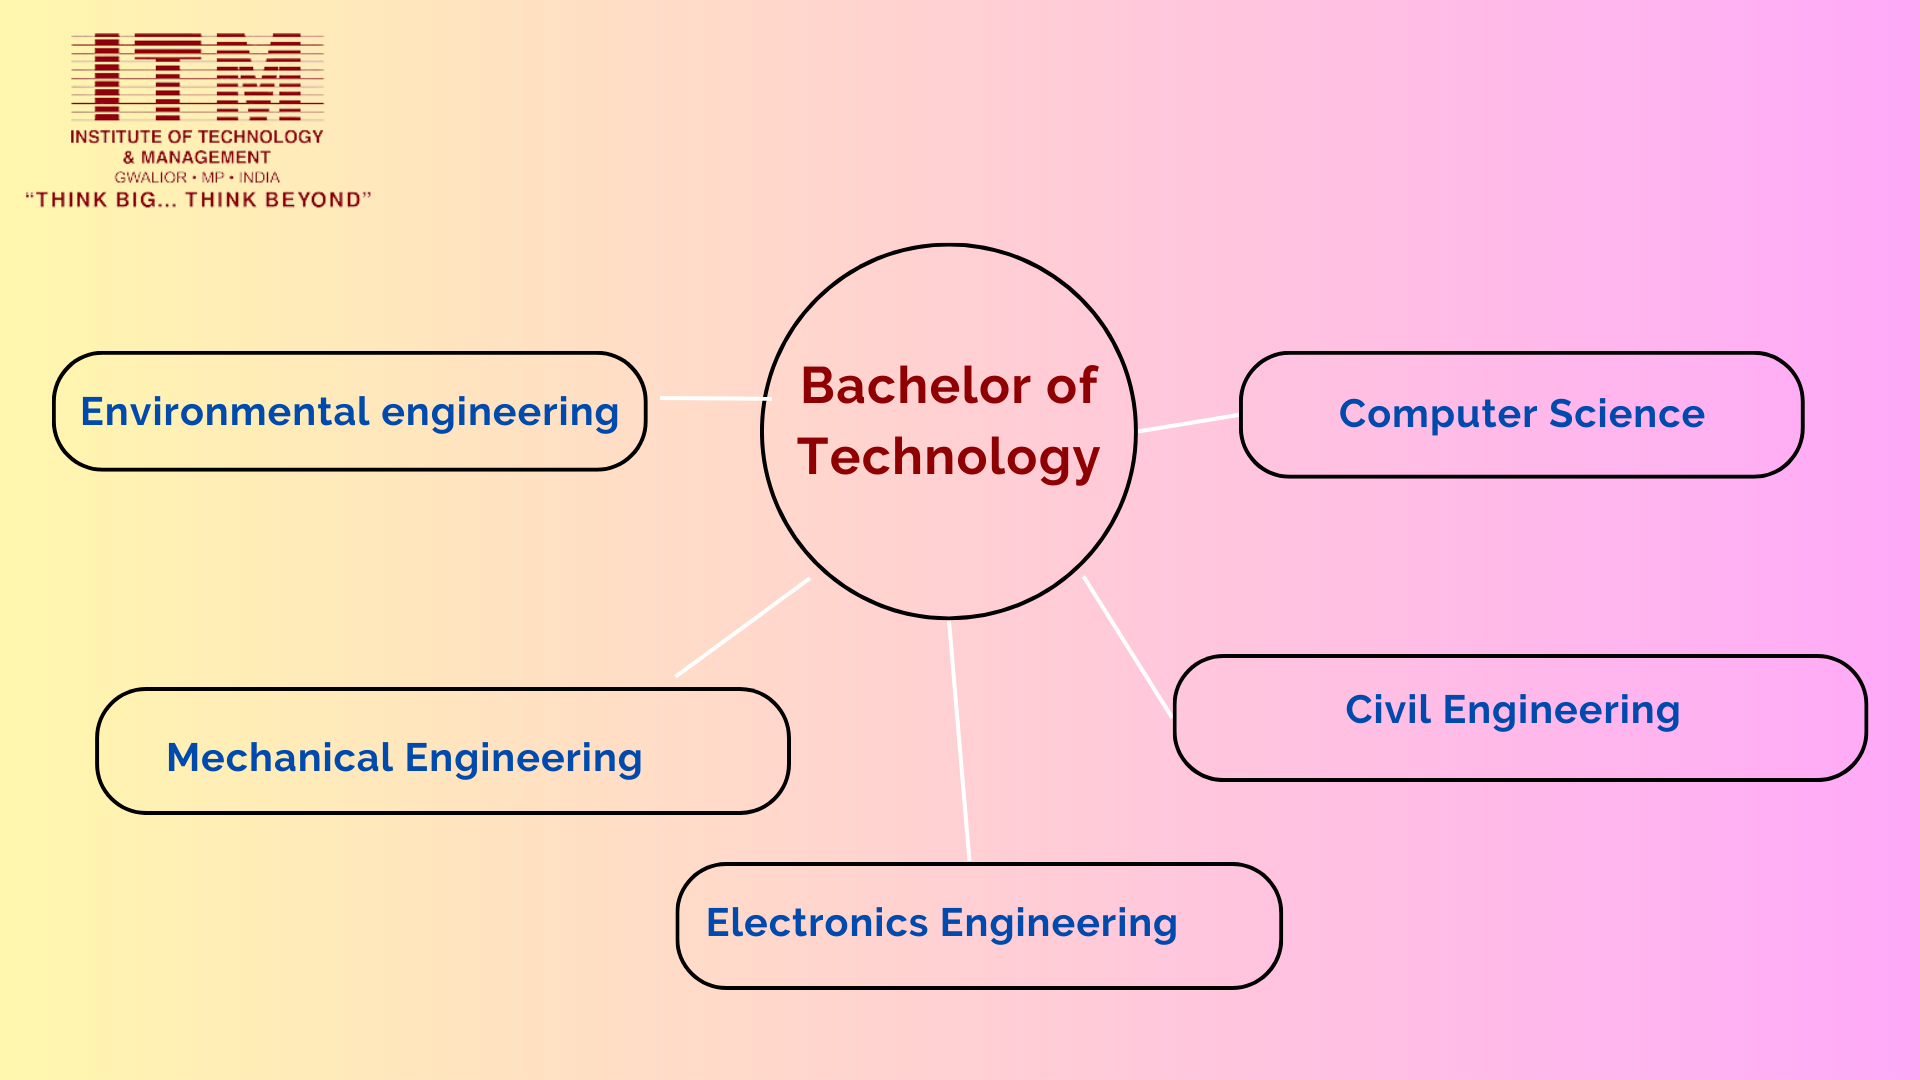 ITM
INSTITUTE OF TECHNOLOGY
& MANAGEMENT
GWALIOR • MP • INDIA
“THINK BIG... THINK BEYOND”
Bachelor of
Technology
Environmental engineering
Computer Science
Mechanical Engineering
Civil Engineering
Electronics Engineering